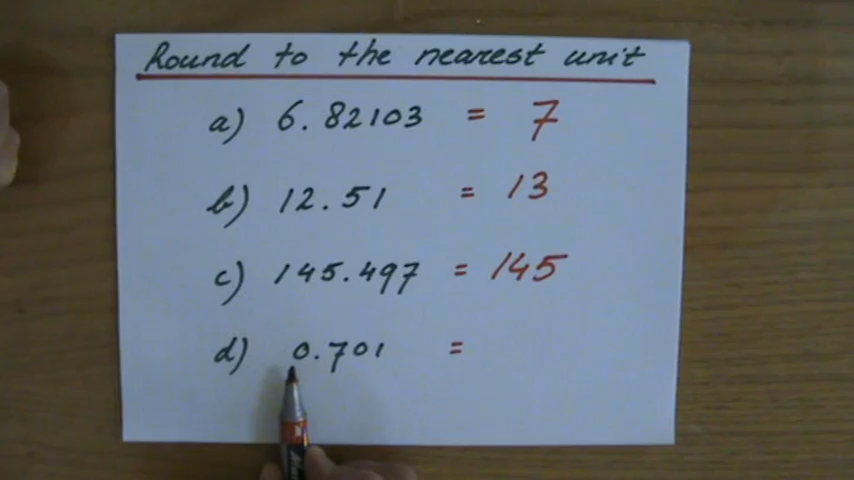 Round to the nearest unit
a) 6.82103 = 7
b) 12.51 = 13
c) 145.497 = 145
d) 0.701 =